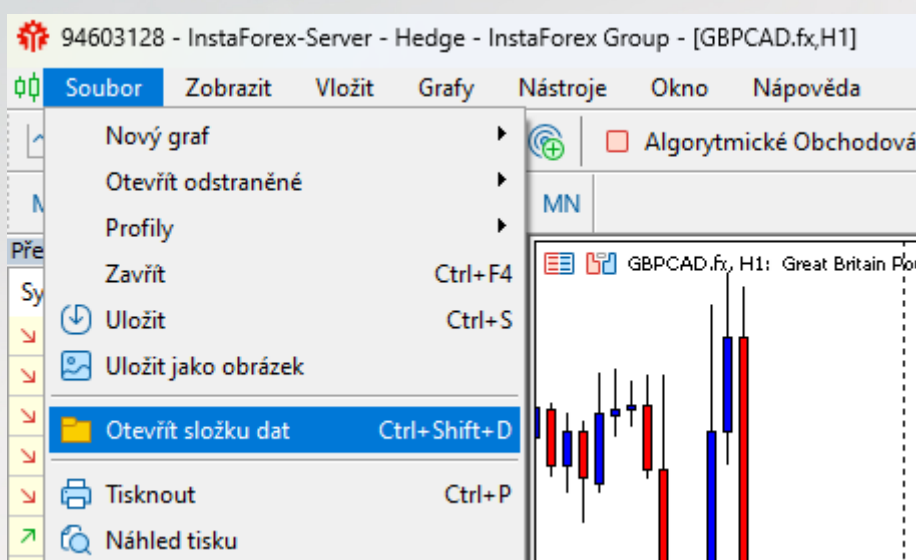 94603128 - InstaForex-Server - Hedge - InstaForex Group - [GBPCAD.fx,H1]
Soubor Zobrazit Vložit Grafy Nástroje Okno Nápověda
Nový graf
Algorytmické
Otevřít odstraněné
MN
Profily
GBPCAD.fx, H1: Great Britain
Zavřít Ctrl+F4
Uložit Ctrl+S
Uložit jako obrázek
Otevřít složku dat Ctrl+Shift+D
Tisknout Ctrl+P
Náhled tisku